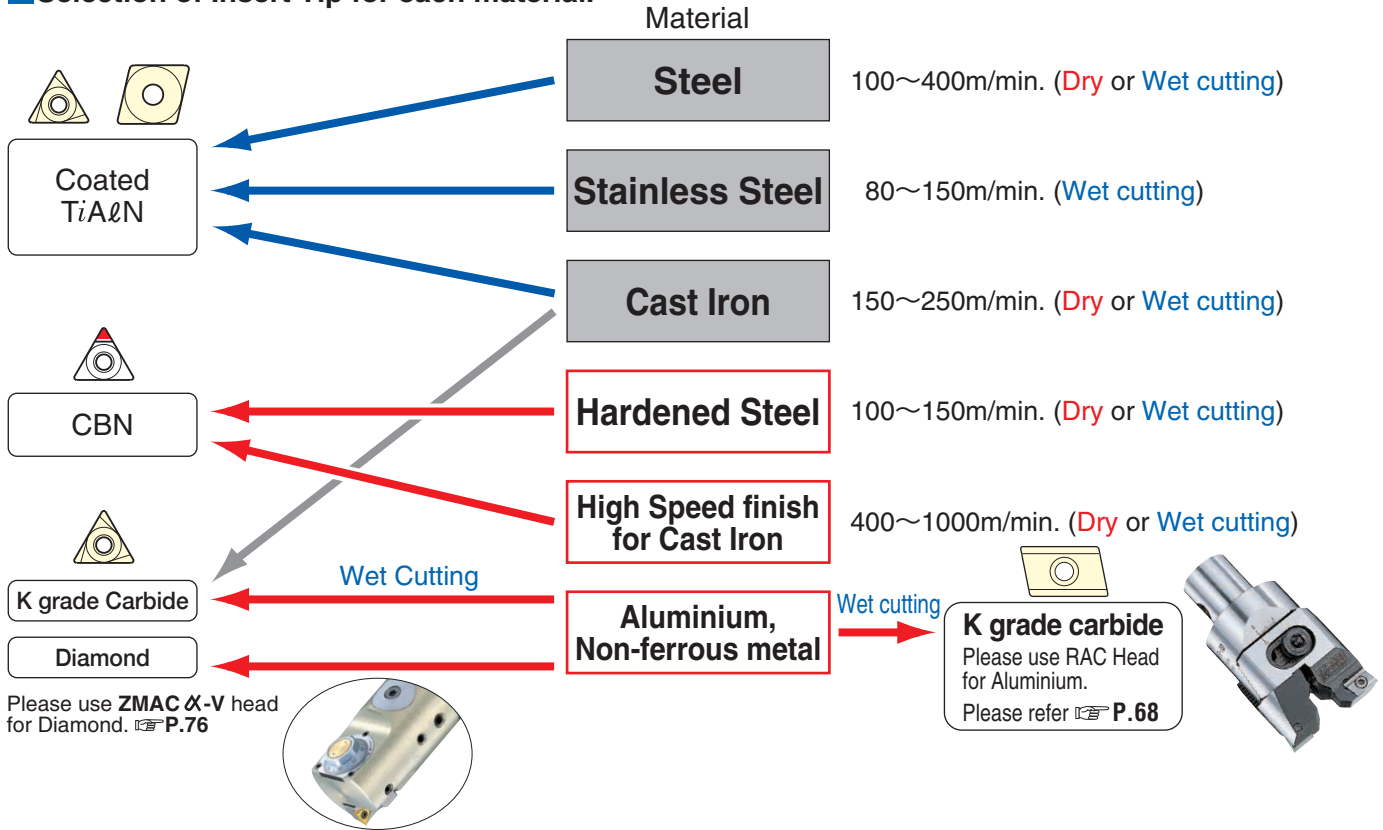 Selection of Insert Tip for each material.
Material
Steel
100～400m/min. (Dry or Wet cutting)
Coated
TiAℓN
Stainless Steel
80～150m/min. (Wet cutting)
Cast Iron
150～250m/min. (Dry or Wet cutting)
CBN
Hardened Steel
100～150m/min. (Dry or Wet cutting)
High Speed finish
for Cast Iron
400～1000m/min. (Dry or Wet cutting)
K grade Carbide
Wet Cutting
Diamond
Please use ZMAC α-V head
for Diamond. ☞P.76
Aluminium,
Non-ferrous metal
Wet cutting
K grade carbide
Please use RAC Head
for Aluminium.
Please refer ☞ P.68